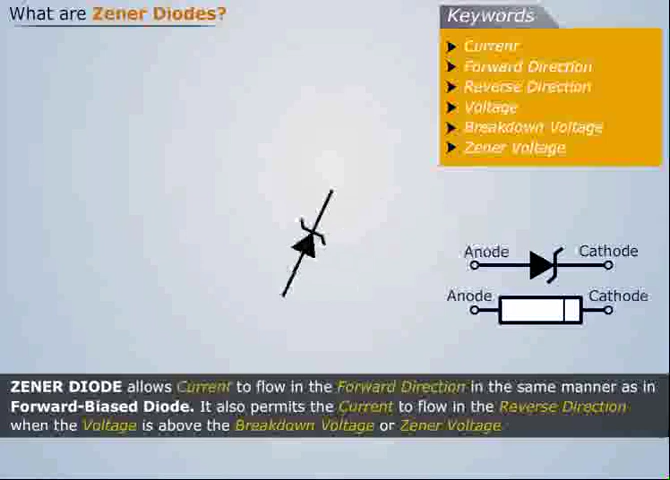 What are Zener Diodes?
Keywords
Current
Forward Direction
Reverse Direction
Voltage
Breakdown Voltage
Zener Voltage
Anode Cathode
Anode Cathode
ZENER DIODE allows Current to flow in the Forward Direction in the same manner as in
Forward-Biased Diode. It also permits the Current to flow in the Reverse Direction
when the Voltage is above the Breakdown Voltage or Zener Voltage